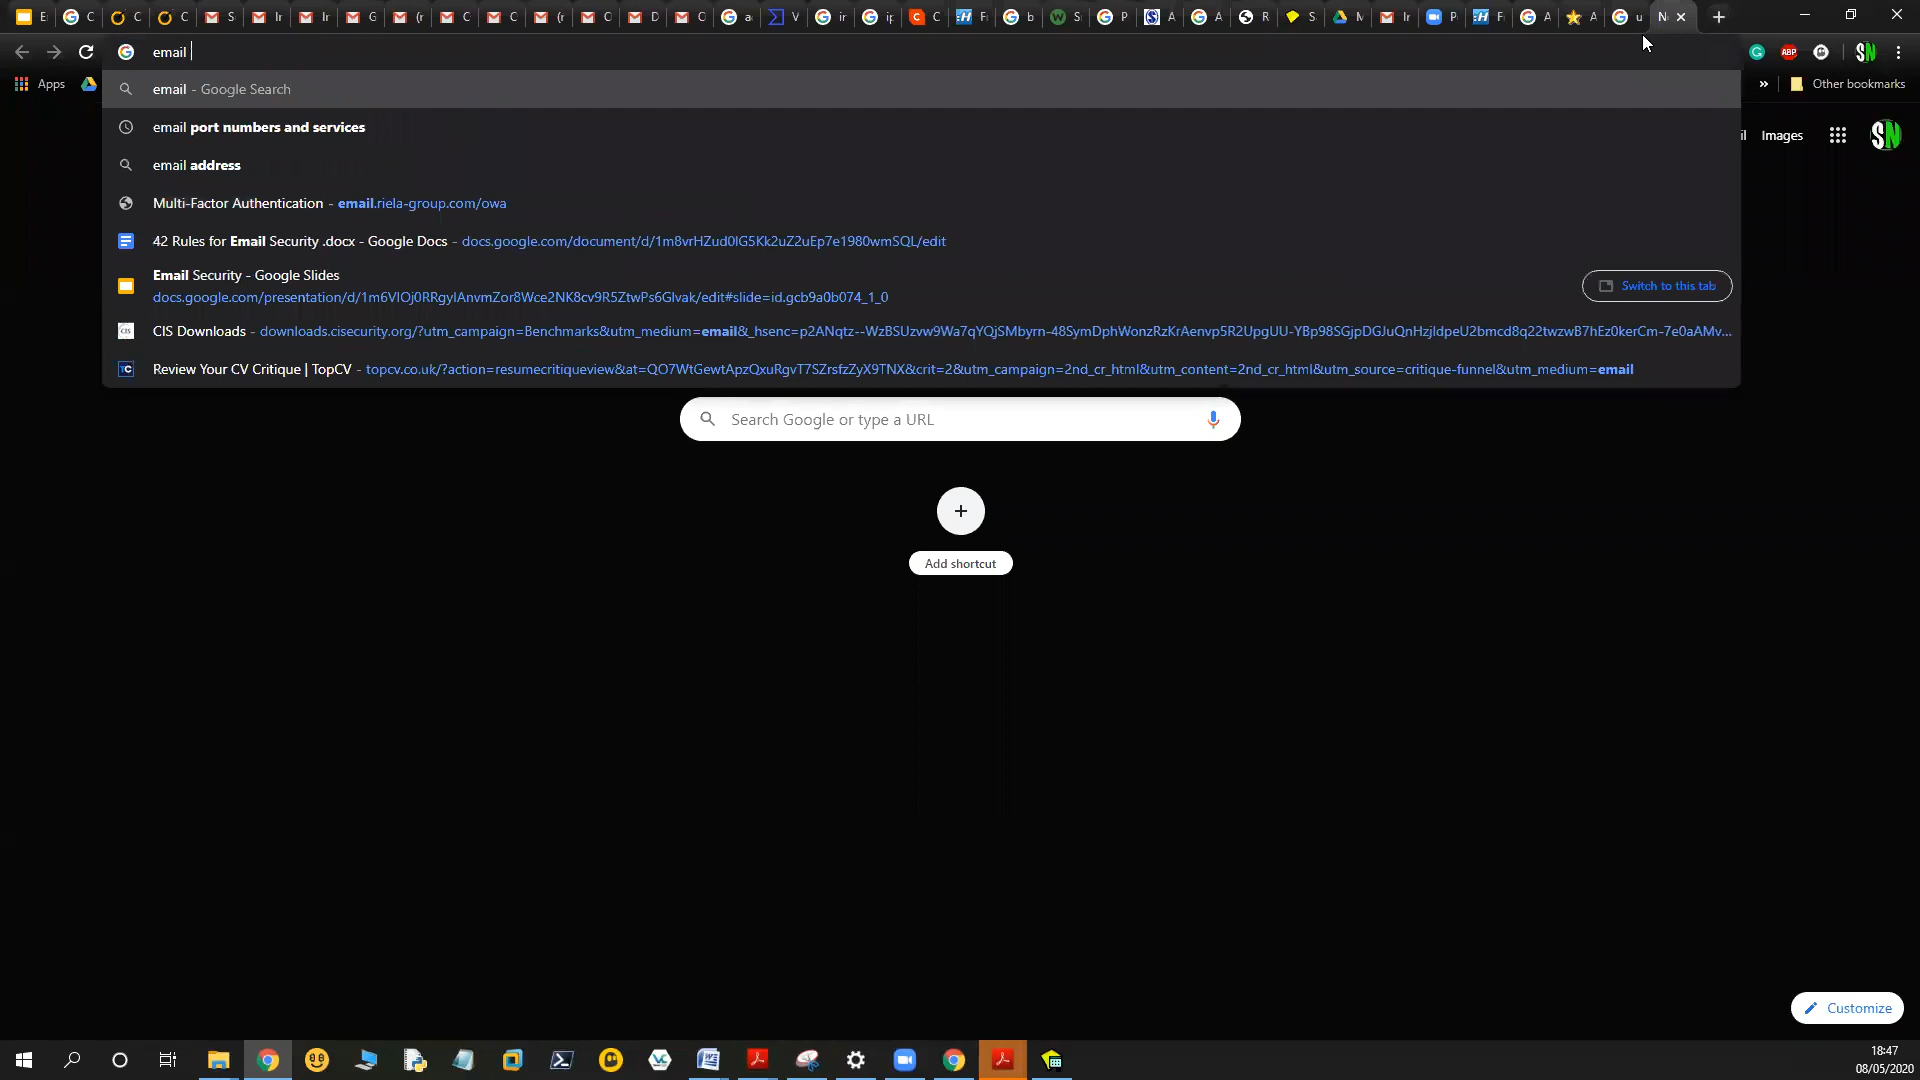 email
Apps
Other bookmarks
email - Google Search
email port numbers and services
email address
Multi-Factor Authentication - email.riela-group.com/owa
42 Rules for Email Security .docx - Google Docs - docs.google.com/document/d/1m8vrHZud0IG5Kk2uZ2uEp7e1980wmSQL/edit
Email Security - Google Slides
docs.google.com/presentation/d/1m6VIOj0RRgyIAnvmZor8Wce2NK8cv9R5ZtwPs6Glvak/edit#slide=id.gcb9a0b074_1_0
Switch to this tab
CIS Downloads - downloads.cisecurity.org/?utm_campaign=Benchmarks&utm_medium=email&_hsenc=p2ANqtz--WzBSUzvw9Wa7qYQjSMbyrn-48SymDphWonzRzKrAenvp5R2UpgUU-YBp98SGjpDGJuQnHzjldpeU2bmcd8q22twzwB7hEz0kerCm-7e0aAMv...
Review Your CV Critique | TopCV - topcv.co.uk/?action=resumecritiqueview&at=QO7WtGewtApzQxuRgvT7SZrsfzZyX9TNX&crit=2&utm_campaign=2nd_cr_html&utm_content=2nd_cr_html&utm_source=critique-funnel&utm_medium=email
Images
SN
Search Google or type a URL
Add shortcut
Customize
18:47
08/05/2020